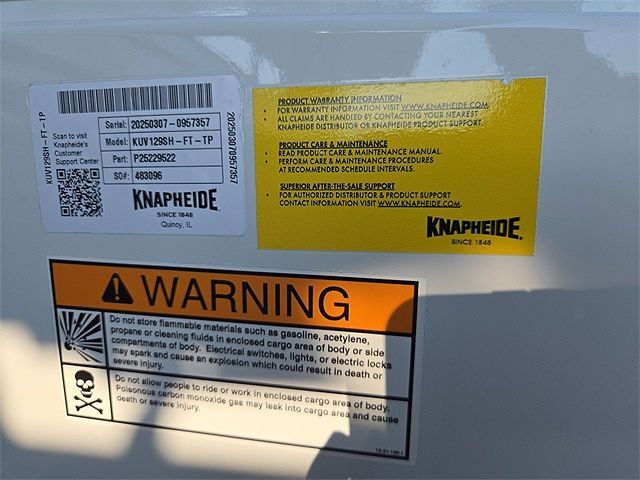 KUV129SH-FT-TP
Scan to visit
Knapheide's
Customer
Support Center
Serial: 20250307-0957357
Model: KUV129SH-FT-TP
Part: P25229522
SO#: 483096
202503070957357
KNAPHEIDE
SINCE 1848
Quincy, IL
PRODUCT WARRANTY INFORMATION
• FOR WARRANTY INFORMATION VISIT WWW.KNAPHEIDE.COM.
• ALL CLAIMS ARE HANDLED BY CONTACTING YOUR NEAREST
KNAPHEIDE DISTRIBUTOR OR KNAPHEIDE PRODUCT SUPPORT.
PRODUCT CARE & MAINTENANCE
• READ PRODUCT CARE & MAINTENANCE MANUAL.
• PERFORM CARE & MAINTENANCE PROCEDURES
AT RECOMMENDED SCHEDULE INTERVALS.
SUPERIOR AFTER-THE-SALE SUPPORT
• FOR AUTHORIZED DISTRIBUTOR & PRODUCT SUPPORT
CONTACT INFORMATION VISIT WWW.KNAPHEIDE.COM.
KNAPHEIDE.
SINCE 1848
WARNING
Do not store flammable materials such as gasoline, acetylene,
propane or cleaning fluids in enclosed cargo area of body or side
compartments of body. Electrical switches, lights, or electric locks
may spark and cause an explosion which could result in death or
severe injury.
Do not allow people to ride or work in enclosed cargo area of body.
Poisonous carbon monoxide gas may leak into cargo area and cause
death or severe injury.